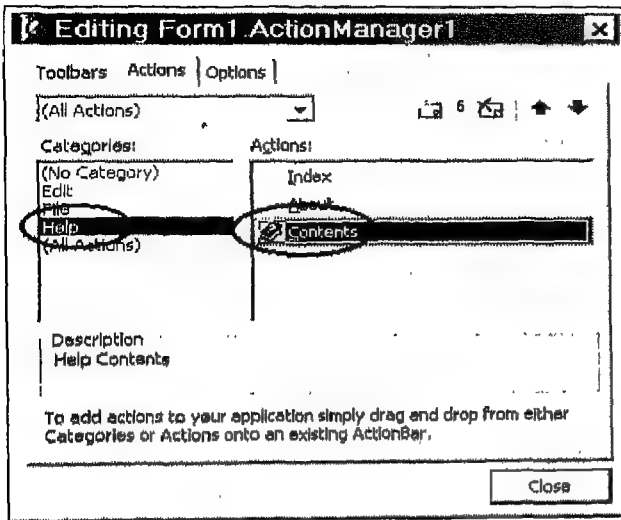 Editing Form1.ActionManager1
Toolbars Actions Options
(All Actions)
Categories: Actions:
(No Category)
Edit
File
Help
(All Actions)
Index
About
Contents
Description
Help Contents
To add actions to your application simply drag and drop from either
Categories or Actions onto an existing ActionBar.
Close